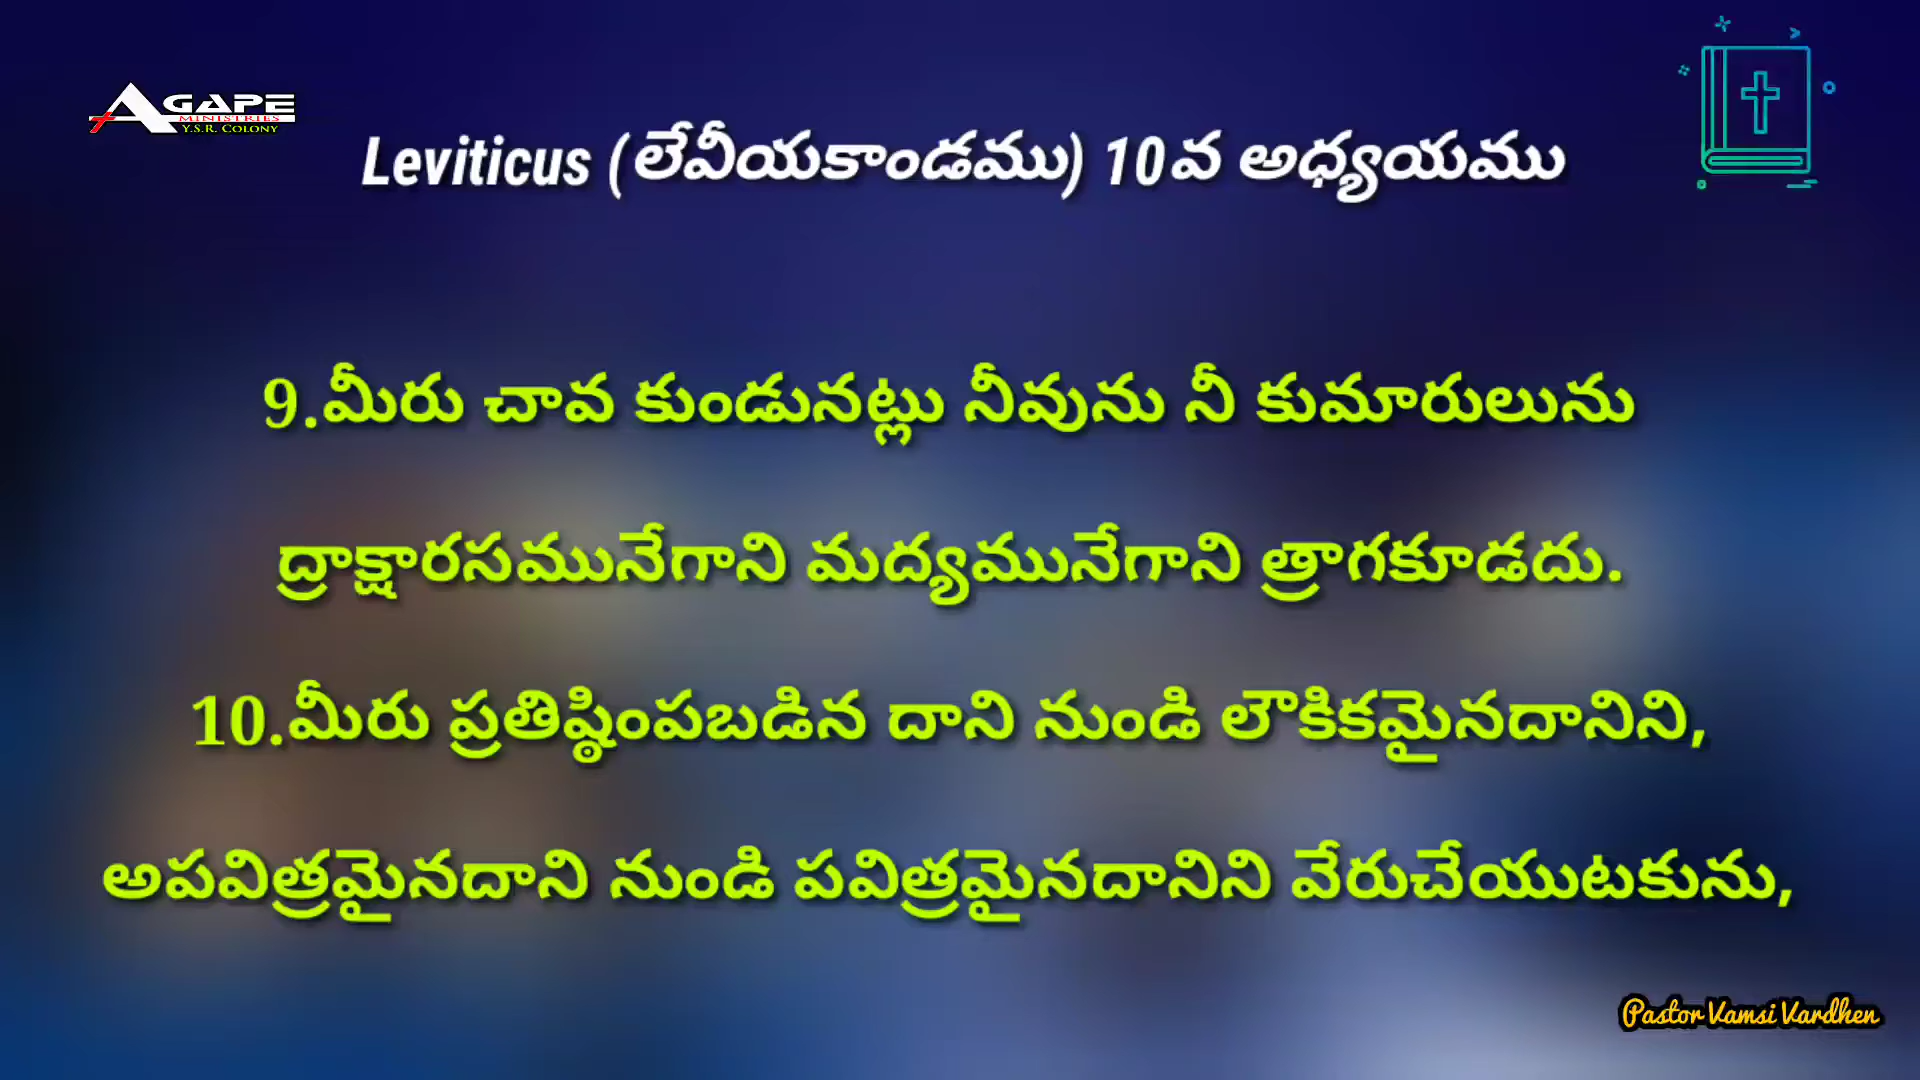 AGAPE
MINISTRIES
Y.S.R. COLONY
Leviticus (లేవీయకాండము) 10వ అధ్యయము
9.మీరు చావ కుండునట్లు నీవును నీ కుమారులును
ద్రాక్షారసమునేగాని మద్యమునేగాని త్రాగకూడదు.
10.మీరు ప్రతిష్ఠింపబడిన దాని నుండి లౌకికమైనదానిని,
అపవిత్రమైనదాని నుండి పవిత్రమైనదానిని వేరుచేయుటకును,
Pastor Vamsi Vardhen